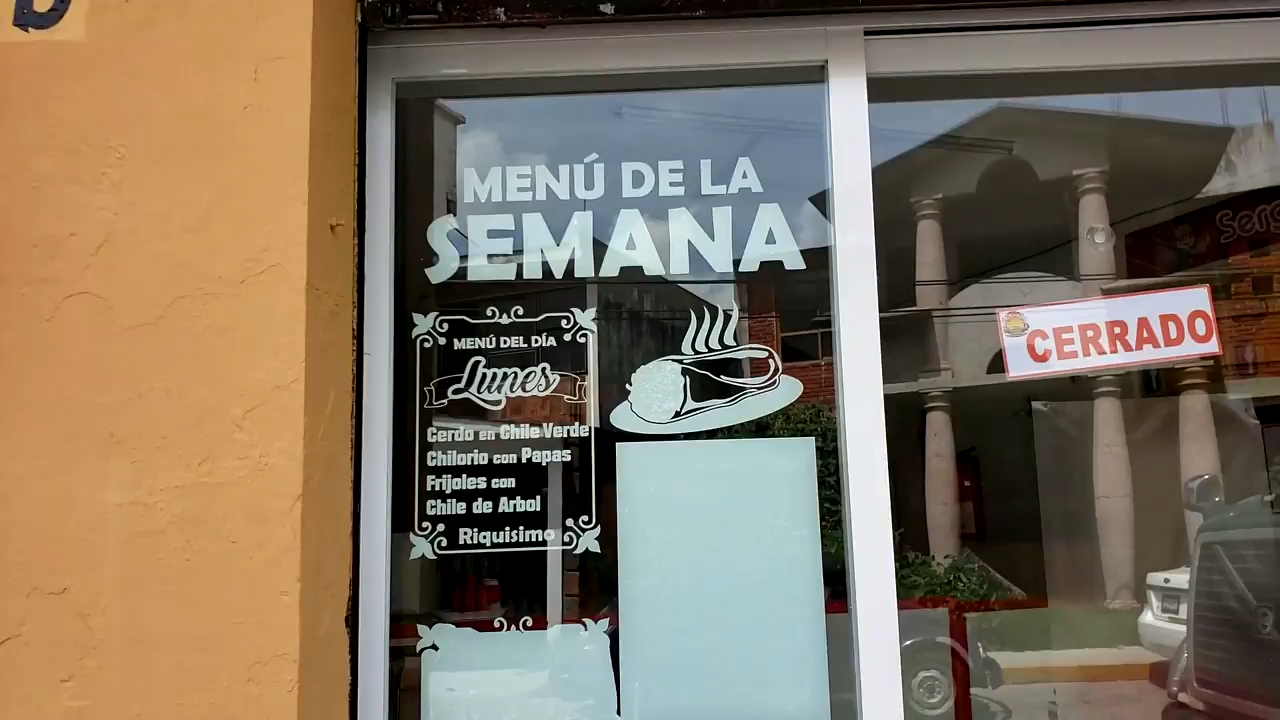 MENÚ DE LA
SEMANA
MENÚ DEL DÍA
Lunes
Cerdo en Chile Verde
Chilorio con Papas
Frijoles con
Chile de Arbol
Riquisimo
CERRADO